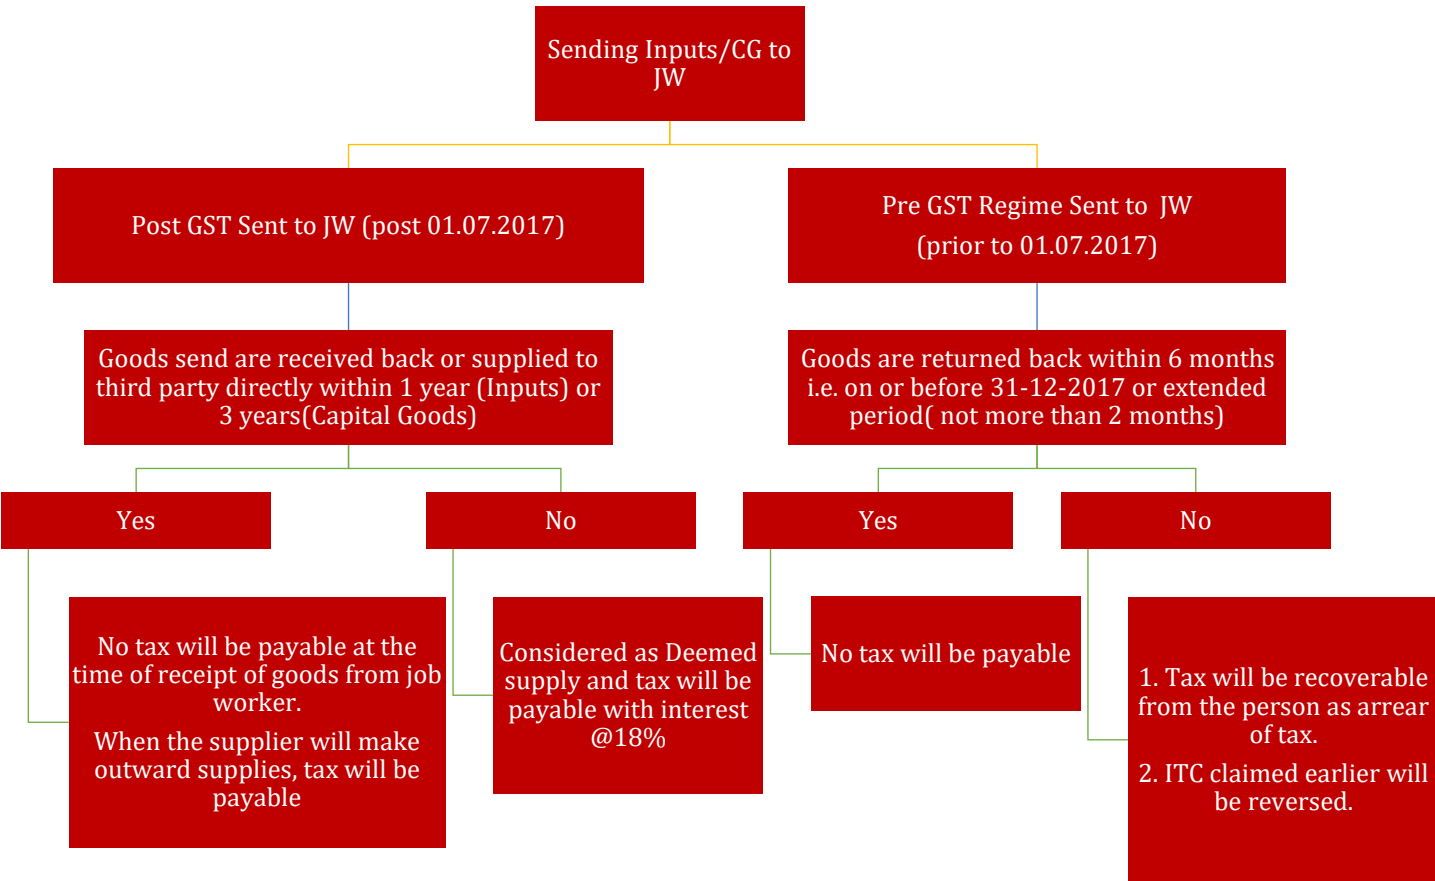 Sending Inputs/CG to
JW
Post GST Sent to JW (post 01.07.2017)
Pre GST Regime Sent to JW
(prior to 01.07.2017)
Goods send are received back or supplied to
third party directly within 1 year (Inputs) or
3 years(Capital Goods)
Goods are returned back within 6 months
i.e. on or before 31-12-2017 or extended
period( not more than 2 months)
Yes
No
Yes
No
No tax will be payable at the
time of receipt of goods from job
worker.
When the supplier will make
outward supplies, tax will be
payable
Considered as Deemed
supply and tax will be
payable with interest
@18%
No tax will be payable
1. Tax will be recoverable
from the person as arrear
of tax.
2. ITC claimed earlier will
be reversed.